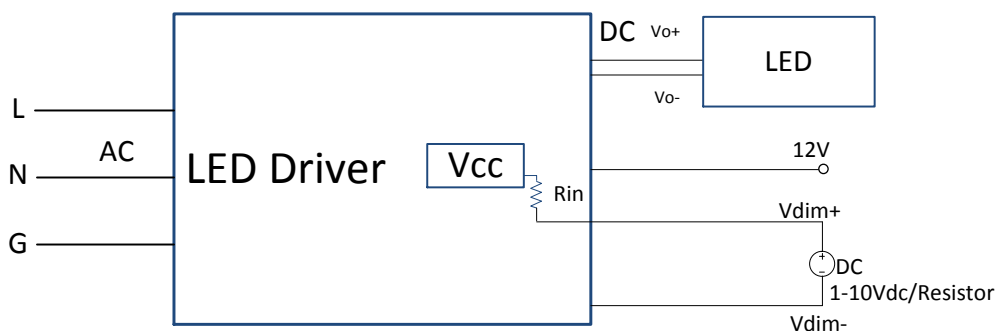 DC
Vo+
LED
Vo-
L
AC
N
G
LED Driver
Vcc
Rin
12V
Vdim+
+
−
DC
1-10Vdc/Resistor
Vdim-